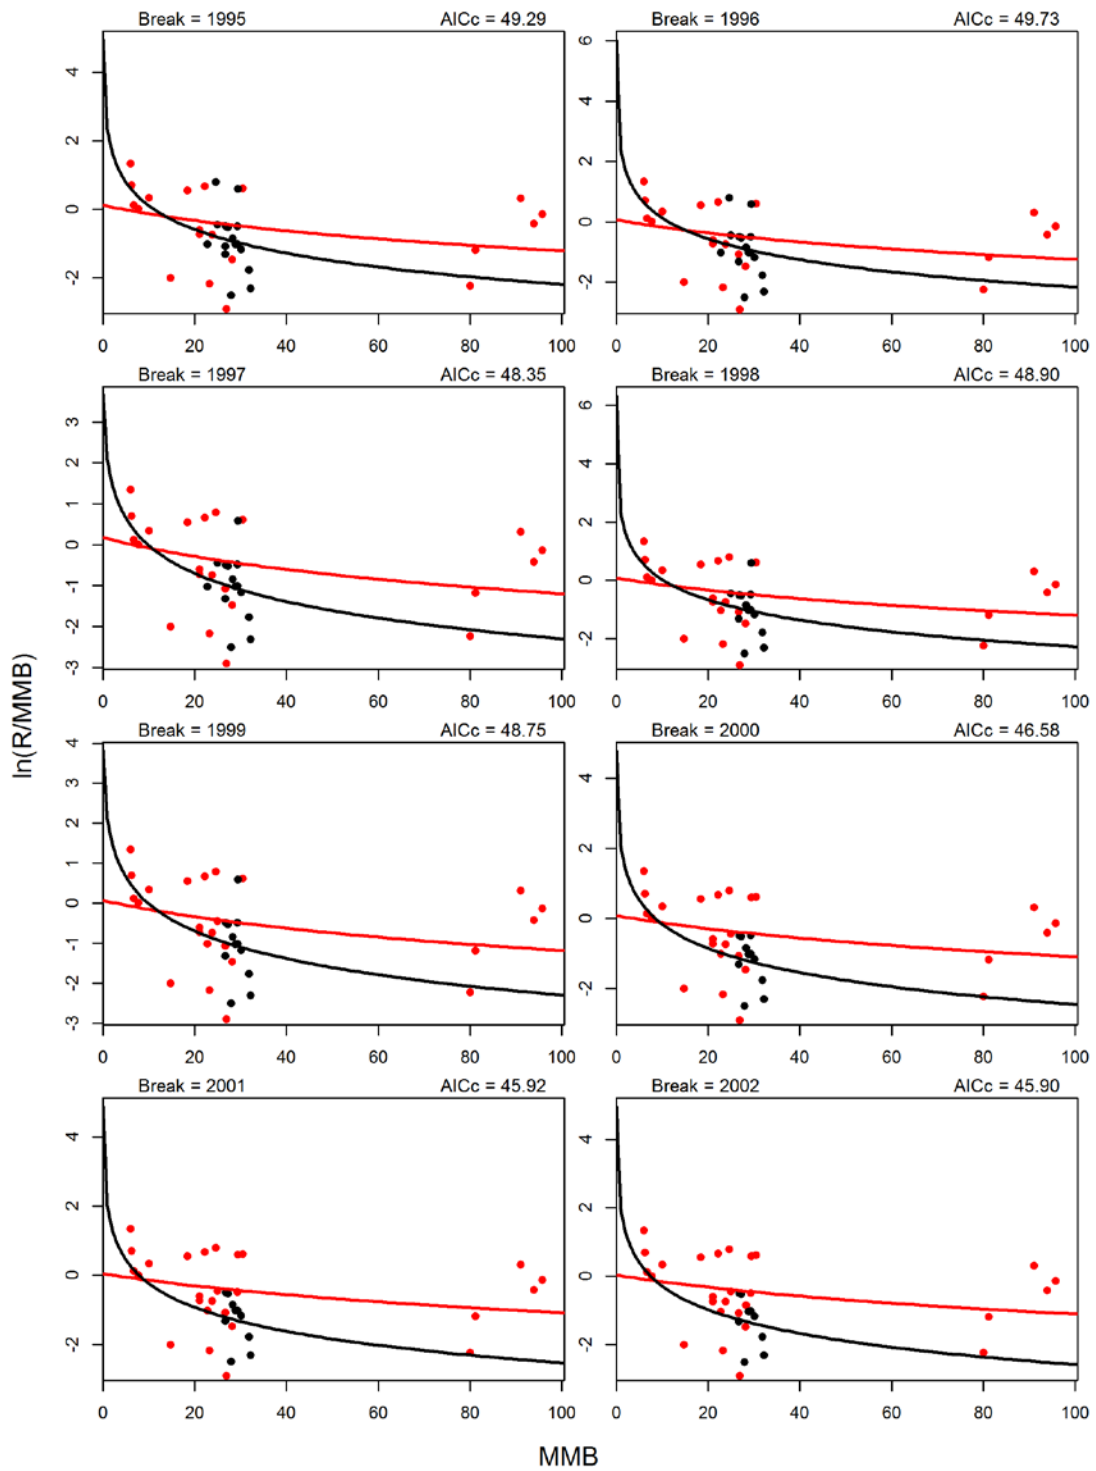 Break = 1995 AICc = 49.29
Break = 1996 AICc = 49.73
4
2
0
-2
0 20 40 60 80 100
6
4
2
0
-2
0 20 40 60 80 100
Break = 1997 AICc = 48.35
Break = 1998 AICc = 48.90
3
2
1
0
-1
-2
-3
0 20 40 60 80 100
6
4
2
0
-2
0 20 40 60 80 100
ln(R/MMB)
Break = 1999 AICc = 48.75
Break = 2000 AICc = 46.58
4
3
2
1
0
-1
-2
-3
0 20 40 60 80 100
4
2
0
-2
0 20 40 60 80 100
Break = 2001 AICc = 45.92
Break = 2002 AICc = 45.90
4
2
0
-2
0 20 40 60 80 100
4
2
0
-2
0 20 40 60 80 100
MMB